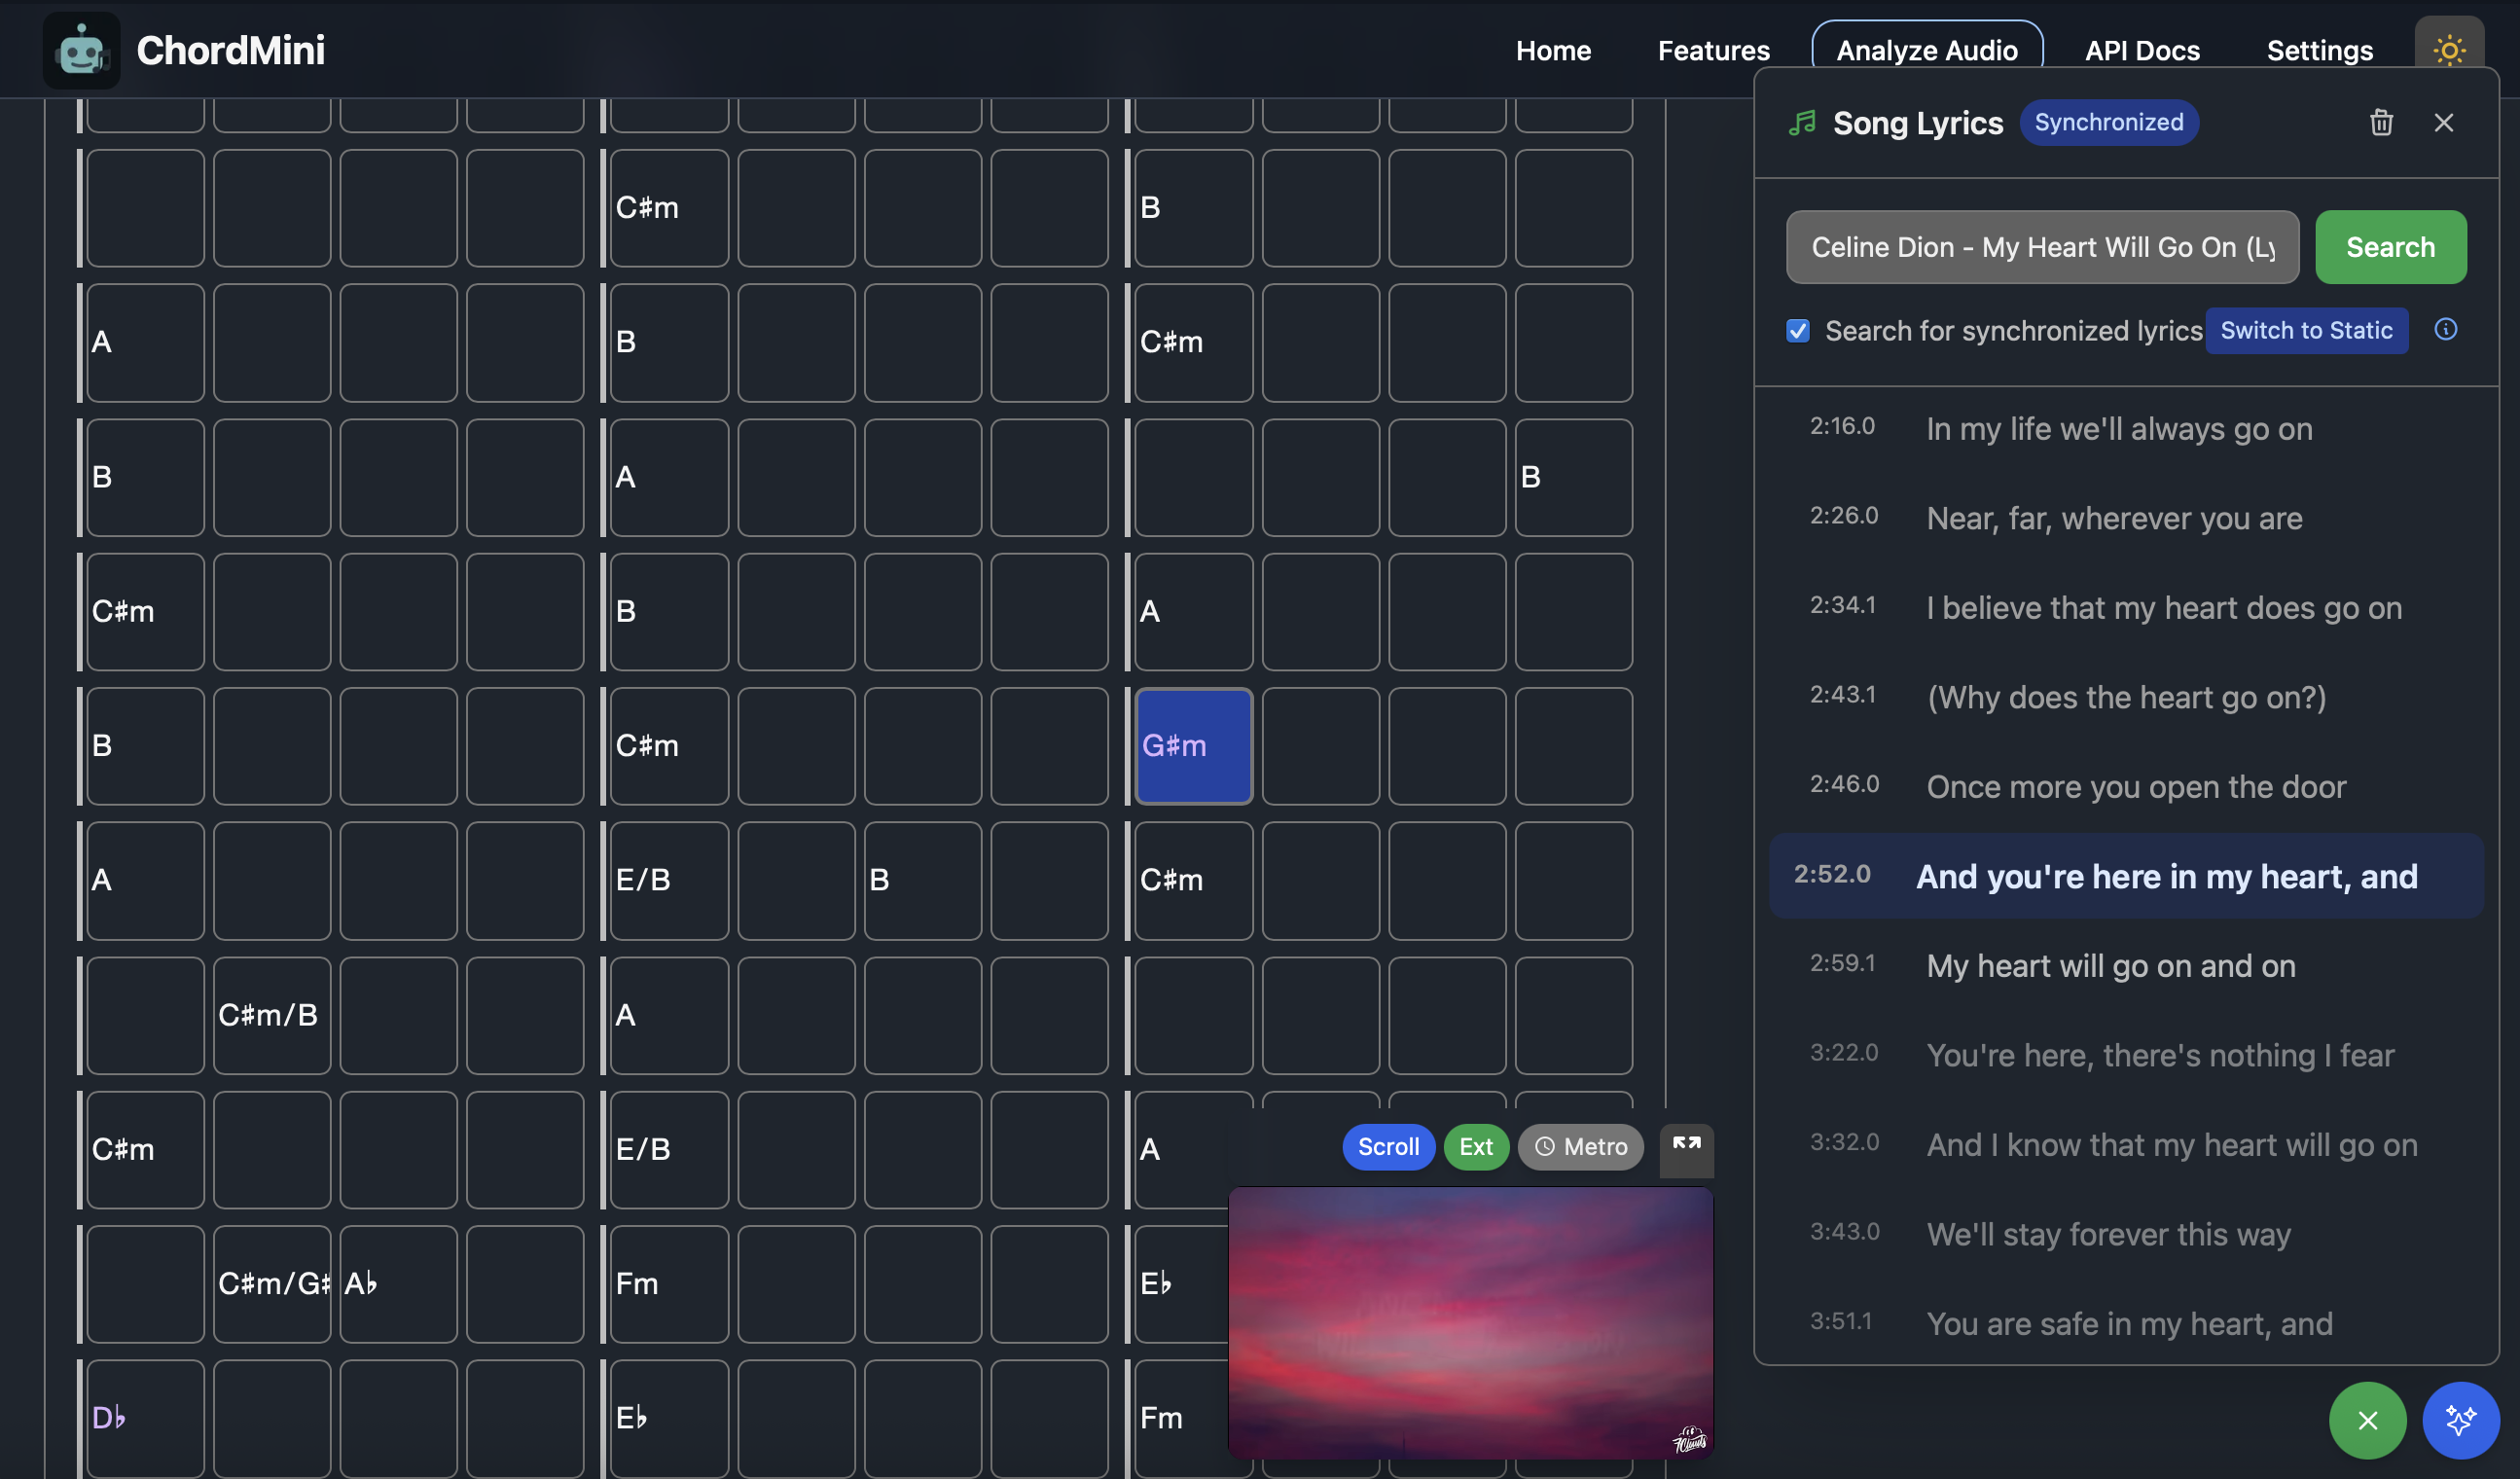 ChordMini
Home Features Analyze Audio API Docs Settings
C#m B
A B C#m
B A B
C#m B A
B C#m G#m
A E/B B C#m
C#m/B A
C#m E/B A
C#m/G# A♭ Fm E♭
D♭ E♭ Fm
Scroll Ext Metro
7Clouds
Song Lyrics Synchronized
Celine Dion - My Heart Will Go On (Ly
Search
Search for synchronized lyrics Switch to Static
2:16.0 In my life we'll always go on
2:26.0 Near, far, wherever you are
2:34.1 I believe that my heart does go on
2:43.1 (Why does the heart go on?)
2:46.0 Once more you open the door
2:52.0 And you're here in my heart, and
2:59.1 My heart will go on and on
3:22.0 You're here, there's nothing I fear
3:32.0 And I know that my heart will go on
3:43.0 We'll stay forever this way
3:51.1 You are safe in my heart, and